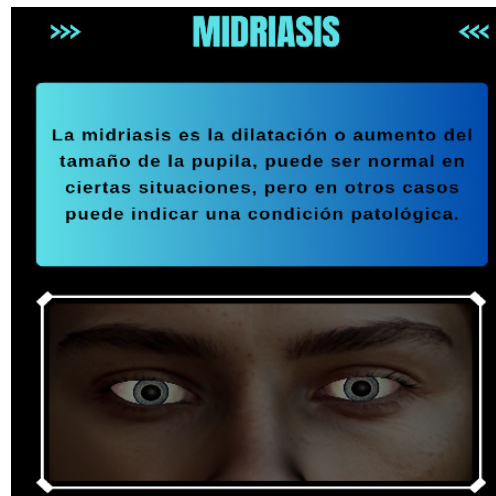 >>> MIDRIASIS <<<
La midriasis es la dilatación o aumento del
tamaño de la pupila, puede ser normal en
ciertas situaciones, pero en otros casos
puede indicar una condición patológica.